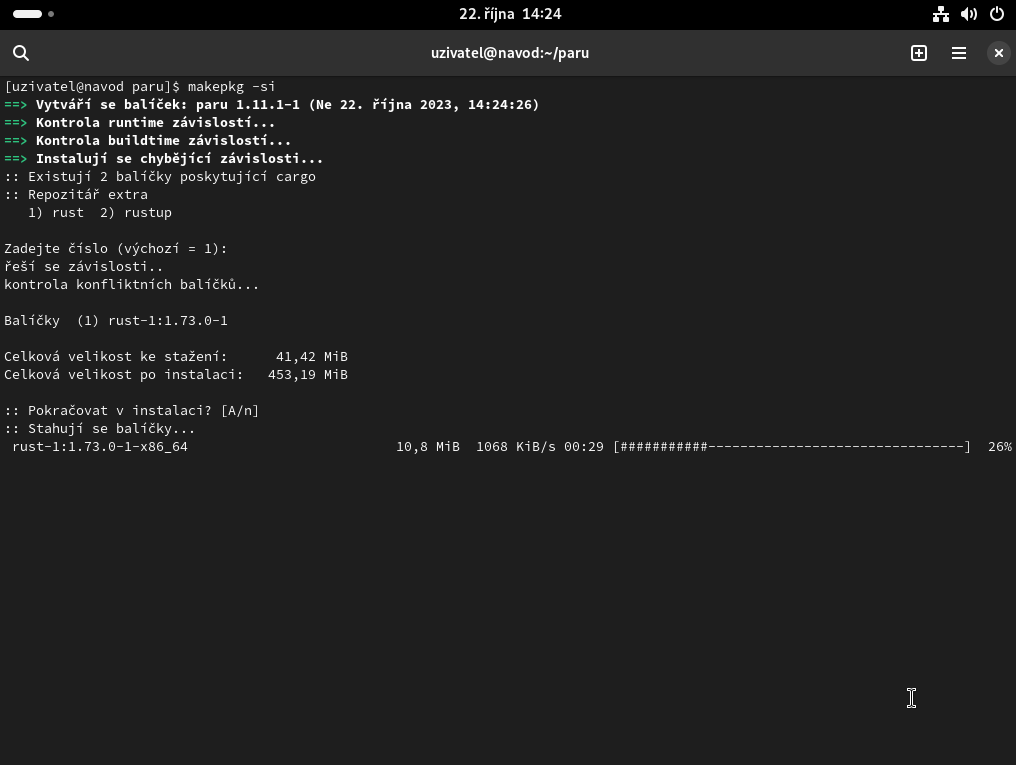 22. října 14:24
uzivatel@navod:~/paru
[uzivatel@navod paru]$ makepkg -si
==> Vytváří se balíček: paru 1.11.1-1 (Ne 22. října 2023, 14:24:26)
==> Kontrola runtime závislostí...
==> Kontrola buildtime závislostí...
==> Instalují se chybějící závislosti...
:: Existují 2 balíčky poskytující cargo
:: Repozitář extra
   1) rust  2) rustup
Zadejte číslo (výchozí = 1):
řeší se závislosti..
kontrola konfliktních balíčků...
Balíčky  (1) rust-1:1.73.0-1
Celková velikost ke stažení:      41,42 MiB
Celková velikost po instalaci:   453,19 MiB
:: Pokračovat v instalaci? [A/n]
:: Stahují se balíčky...
 rust-1:1.73.0-1-x86_64                          10,8 MiB  1068 KiB/s 00:29 [###########--------------------------------]  26%